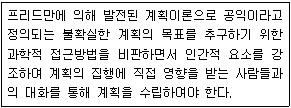 프리드만에 의해 발전된 계획이론으로 공익이라고
정의되는 불확실한 계획의 목표를 추구하기 위한
과학적 접근방법을 비판하면서 인간적 요소를 강
조하며 계획의 집행에 직접 영향을 받는 사람들과
의 대화를 통해 계획을 수립하여야 한다.